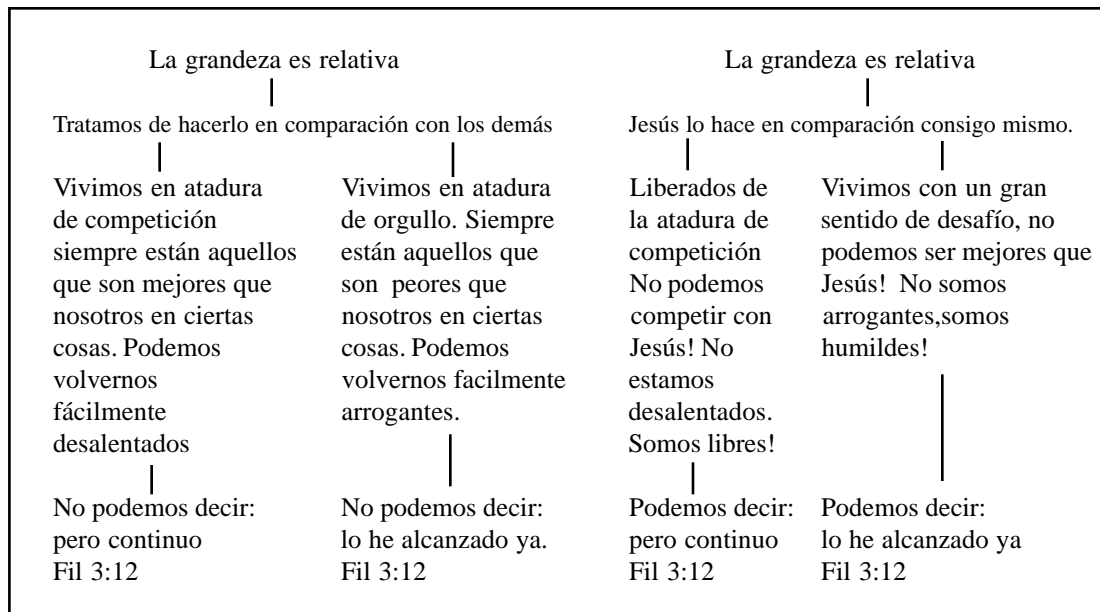 La grandeza es relativa
Tratamos de hacerlo en comparación con los demás
Vivimos en atadura
de competición
siempre están aquellos
que son mejores que
nosotros en ciertas
cosas. Podemos
volvernos
fácilmente
desalentados
No podemos decir:
pero continuo
Fil 3:12
Vivimos en atadura
de orgullo. Siempre
están aquellos que
son peores que
nosotros en ciertas
cosas. Podemos
volvernos facilmente
arrogantes.
No podemos decir:
lo he alcanzado ya.
Fil 3:12
La grandeza es relativa
Jesús lo hace en comparación consigo mismo.
Liberados de
la atadura de
competición
No podemos
competir con
Jesús! No
estamos
desalentados.
Somos libres!
Podemos decir:
pero continuo
Fil 3:12
Vivimos con un gran
sentido de desafío, no
podemos ser mejores que
Jesús! No somos
arrogantes,somos
humildes!
Podemos decir:
lo he alcanzado ya
Fil 3:12